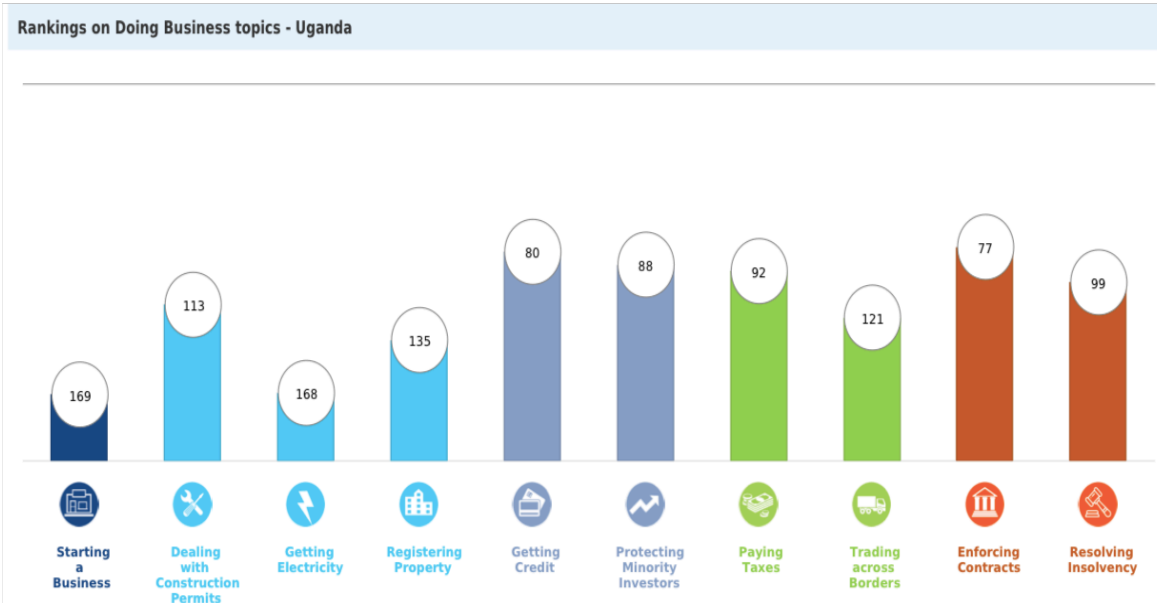 Rankings on Doing Business topics - Uganda
169
113
168
135
80
88
92
121
77
99
Starting
a
Business
Dealing
with
Construction
Permits
Getting
Electricity
Registering
Property
Getting
Credit
Protecting
Minority
Investors
Paying
Taxes
Trading
across
Borders
Enforcing
Contracts
Resolving
Insolvency